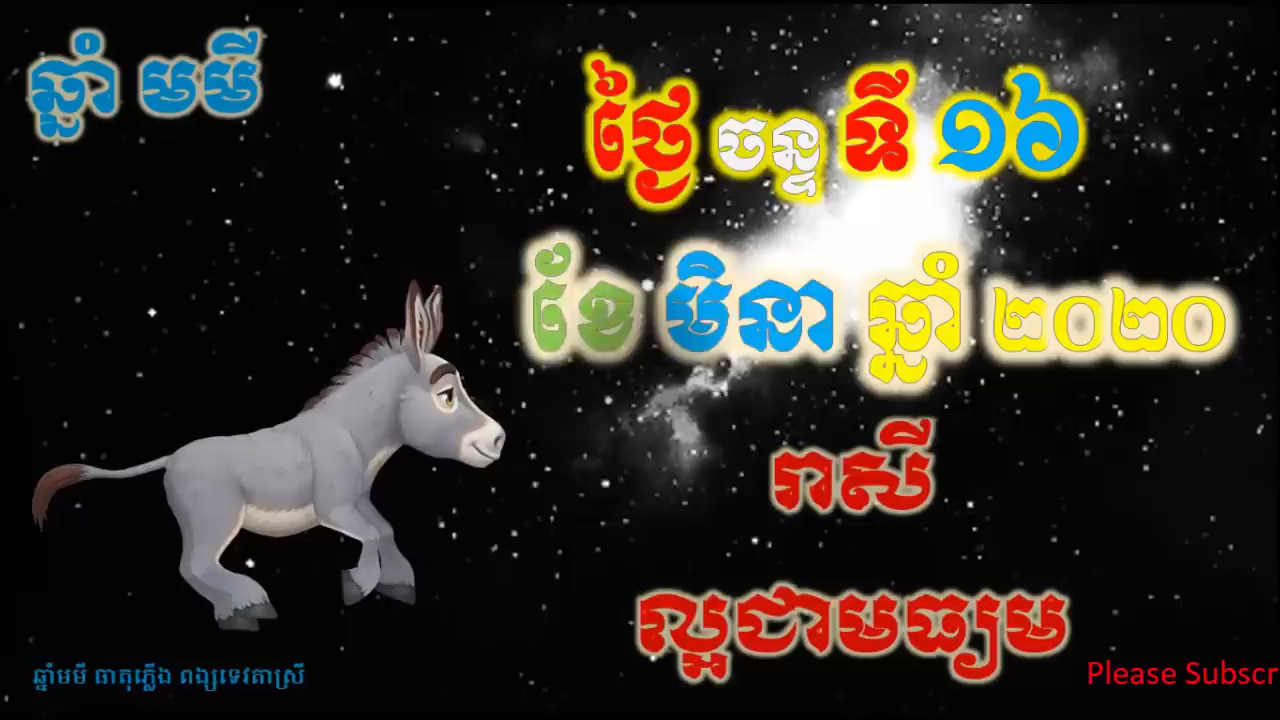 ឆ្នាំ មមី
ថ្ងៃ ចន្ទ ទី ១៦
ខែ មិនា ឆ្នាំ ២០២០
រាសី
ល្អជាមធ្យម
ឆ្នាំមមី ធាតុភ្លើង ពង្សទេវតាស្រី
Please Subscr